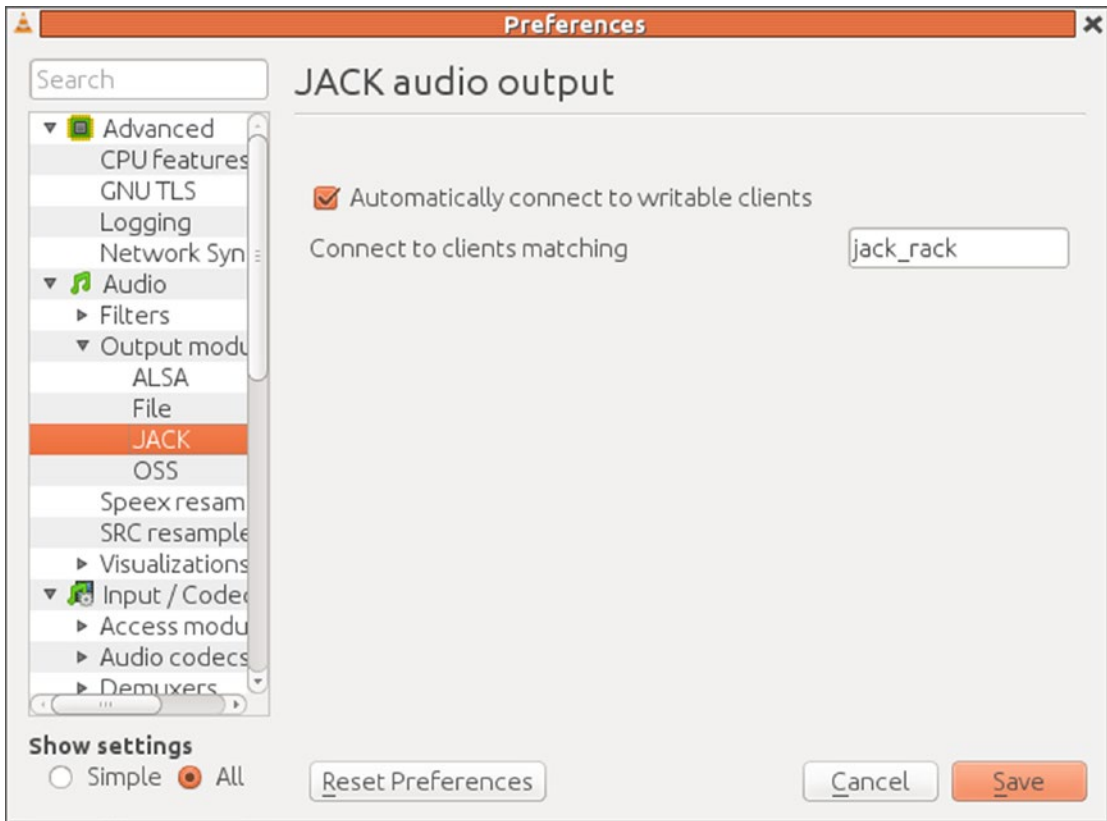 Preferences
Search
Advanced
CPU features
GNU TLS
Logging
Network Syn
Audio
Filters
Output modu
ALSA
File
JACK
OSS
Speex resam
SRC resample
Visualizations
Input / Codec
Access modu
Audio codecs
Demuxers
Show settings
Simple All
JACK audio output
Automatically connect to writable clients
Connect to clients matching jack_rack
Reset Preferences Cancel Save